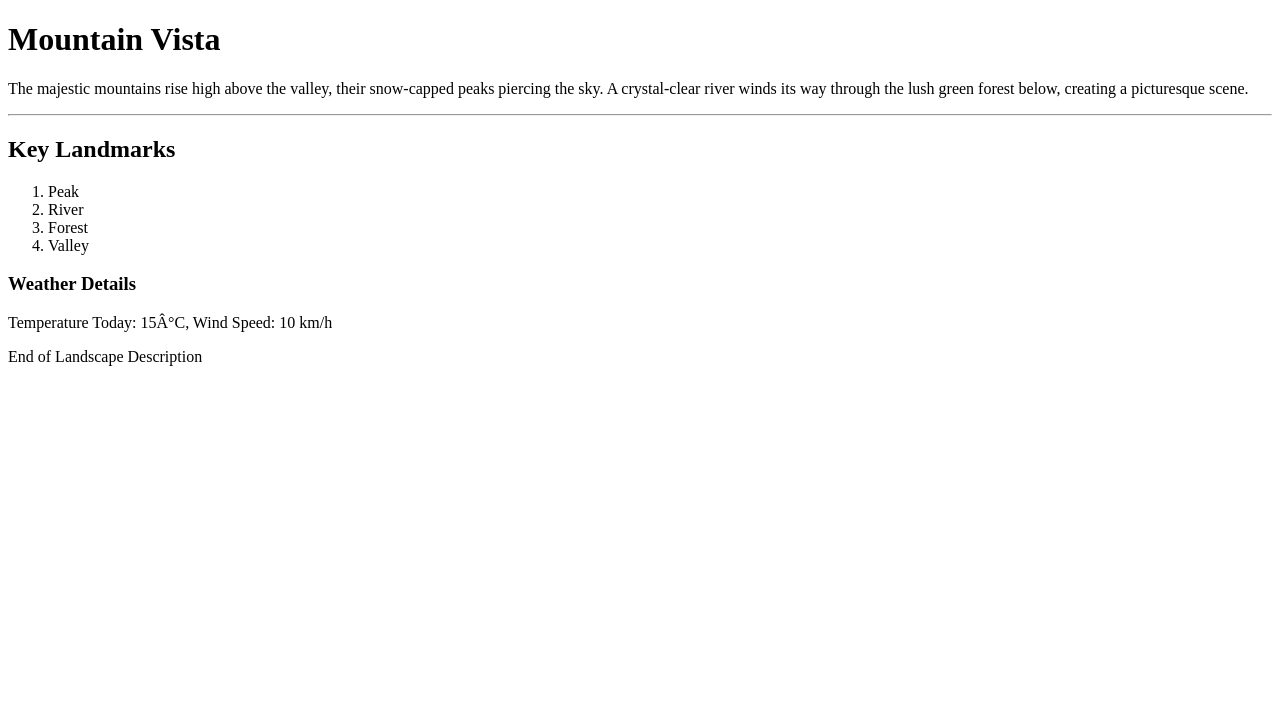 Mountain Vista
The majestic mountains rise high above the valley, their snow-capped peaks piercing the sky. A crystal-clear river winds its way through the lush green forest below, creating a picturesque scene.
Key Landmarks
1. Peak
2. River
3. Forest
4. Valley
Weather Details
Temperature Today: 15Â°C, Wind Speed: 10 km/h
End of Landscape Description